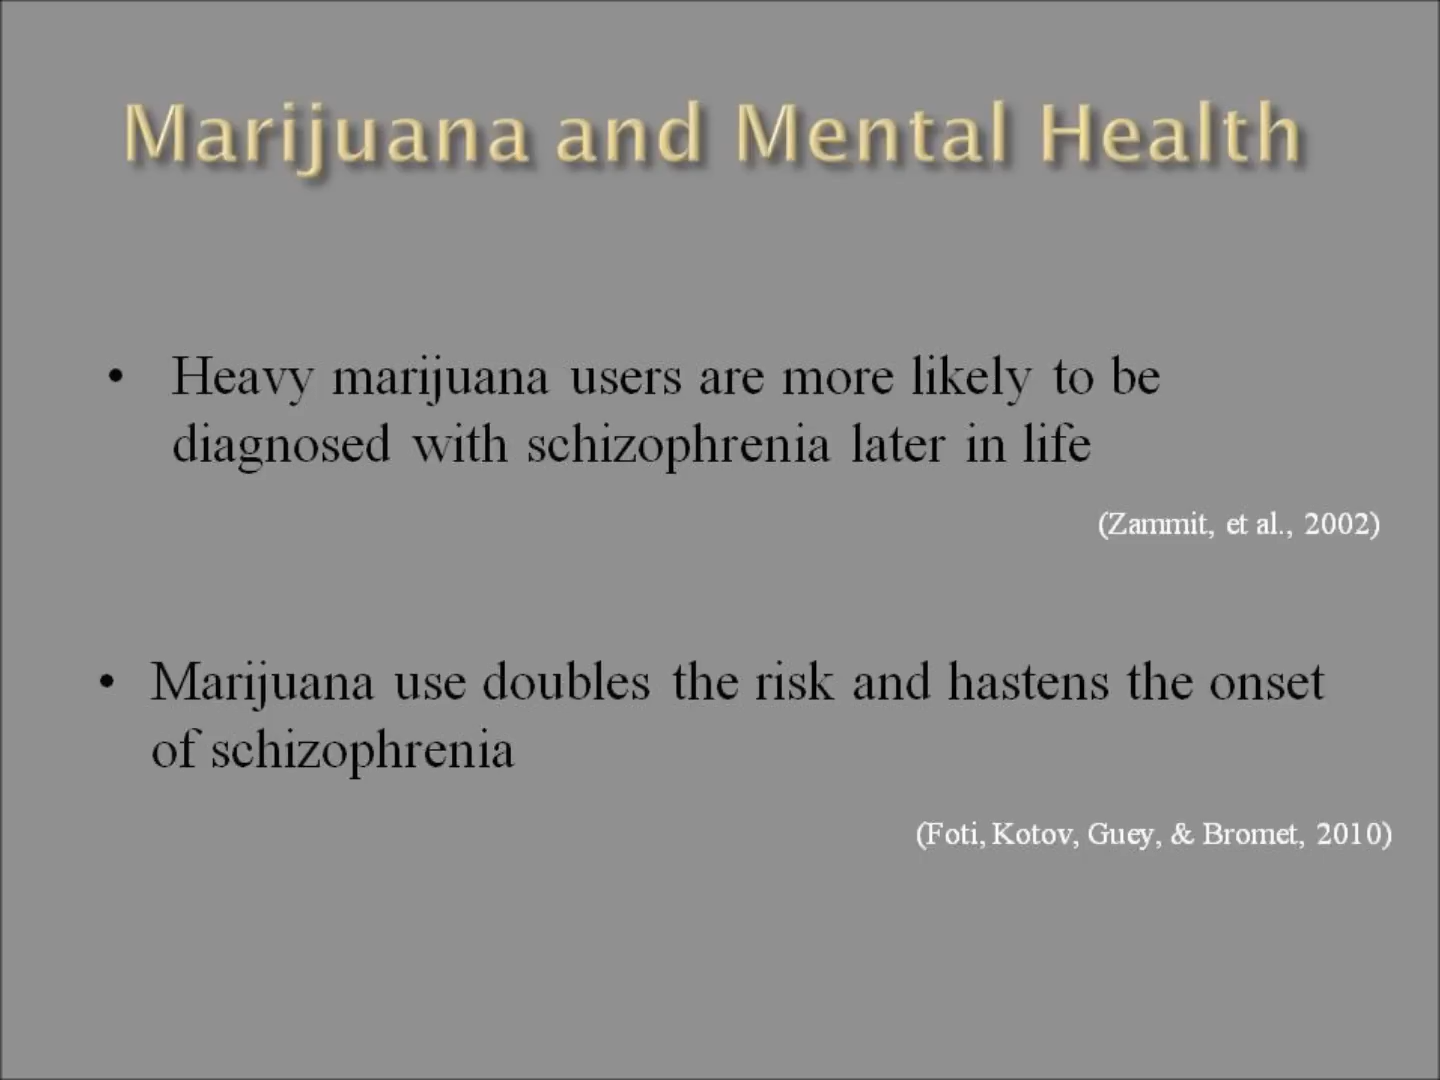 Marijuana and Mental Health
• Heavy marijuana users are more likely to be
diagnosed with schizophrenia later in life
(Zammit, et al., 2002)
• Marijuana use doubles the risk and hastens the onset
of schizophrenia
(Foti, Kotov, Guey, & Bromet, 2010)